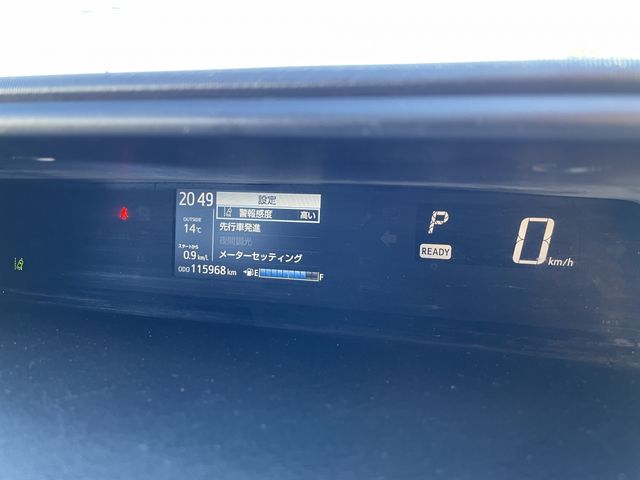 20 49
設定
警報感度 高い
OUTSIDE
14℃
先行車発進
夜間調光
スタートから
0.9 km/L
メーターセッティング
ODO 115968 km
E F
P
READY
0 km/h